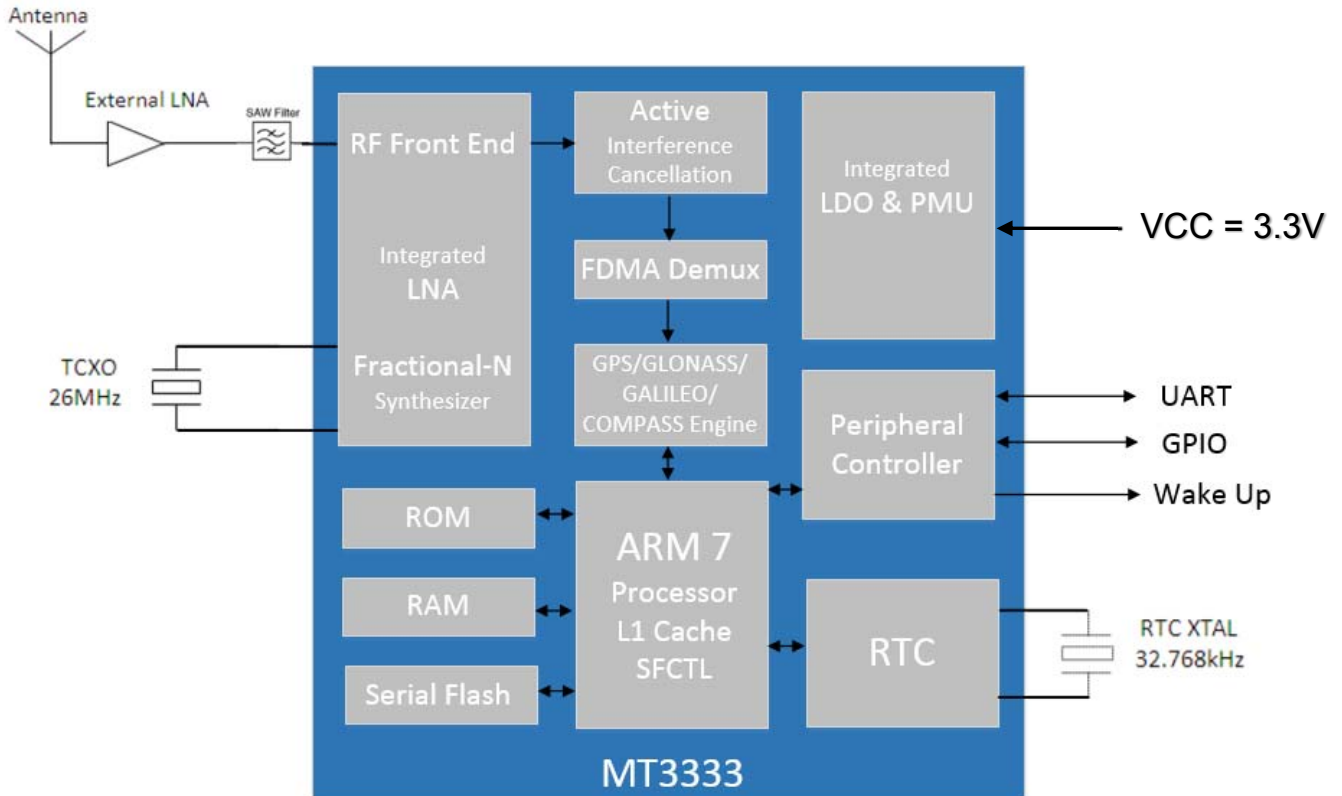 Antenna
External LNA
SAW Filter
RF Front End
Integrated
LNA
Fractional-N
Synthesizer
TCXO
26MHz
Active
Interference
Cancellation
FDMA Demux
GPS/GLONASS/
GALILEO/
COMPASS Engine
Integrated
LDO & PMU
VCC = 3.3V
Peripheral
Controller
UART
GPIO
Wake Up
ROM
RAM
Serial Flash
ARM 7
Processor
L1 Cache
SFCTL
RTC
RTC XTAL
32.768kHz
MT3333